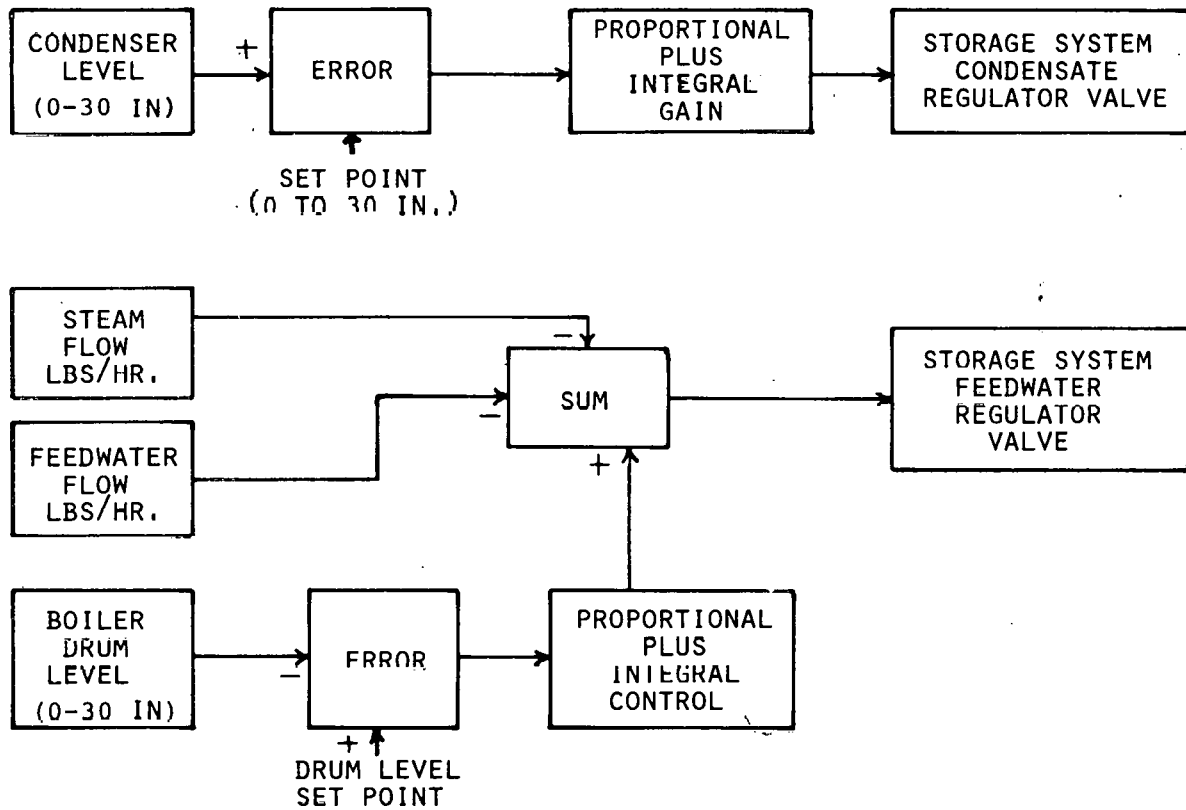 CONDENSER
LEVEL
(0-30 IN)
+
ERROR
SET POINT
(0 TO 30 IN.)
PROPORTIONAL
PLUS
INTEGRAL
GAIN
STORAGE SYSTEM
CONDENSATE
REGULATOR VALVE
STEAM
FLOW
LBS/HR.
−
FEEDWATER
FLOW
LBS/HR.
−
SUM
+
STORAGE SYSTEM
FEEDWATER
REGULATOR
VALVE
BOILER
DRUM
LEVEL
(0-30 IN)
−
ERROR
+
DRUM LEVEL
SET POINT
PROPORTIONAL
PLUS
INTEGRAL
CONTROL